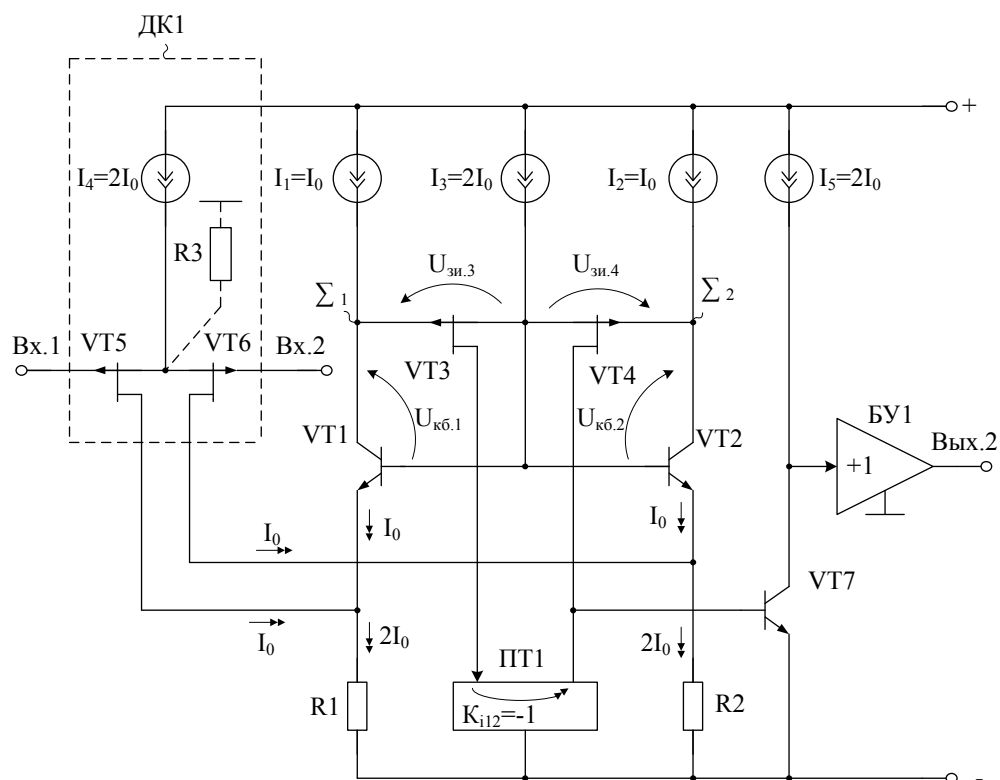 ДК1
+
I₄=2I₀
I₁=I₀
I₃=2I₀
I₂=I₀
I₅=2I₀
R3
Uзи.3
Uзи.4
∑ 1
∑ 2
Вх.1
VT5
VT6
Вх.2
VT3
VT4
Uкб.1
Uкб.2
VT1
VT2
БУ1
+1
Вых.2
I₀
I₀
I₀
VT7
I₀
2I₀
2I₀
ПТ1
R1
Kᵢ₁₂=-1
R2
-